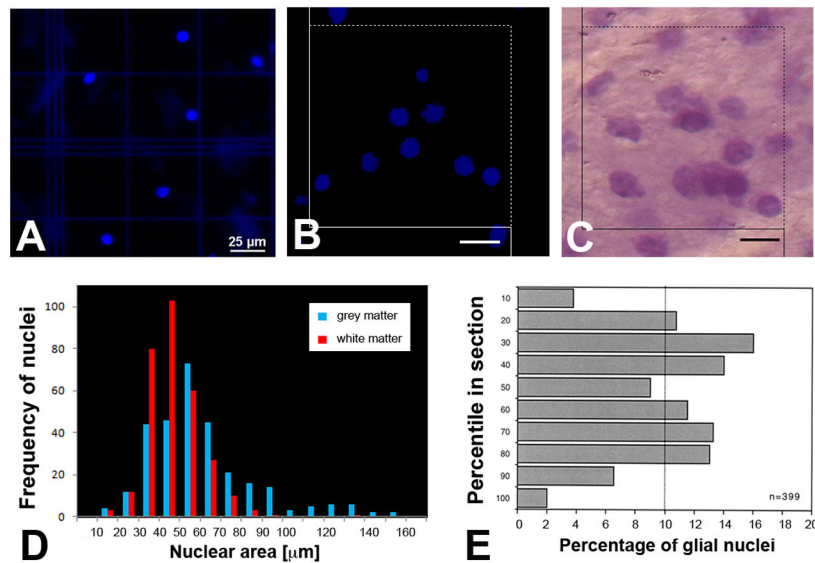 A
25 μm
B
C
Frequency of nuclei
100
80
60
40
20
0
grey matter
white matter
10 20 30 40 50 60 70 80 90 100 110 120 130 140 150 160
Nuclear area [μm]
D
Percentile in section
10
20
30
40
50
60
70
80
90
100
n=399
0 2 4 6 8 10 12 14 16 18 20
Percentage of glial nuclei
E